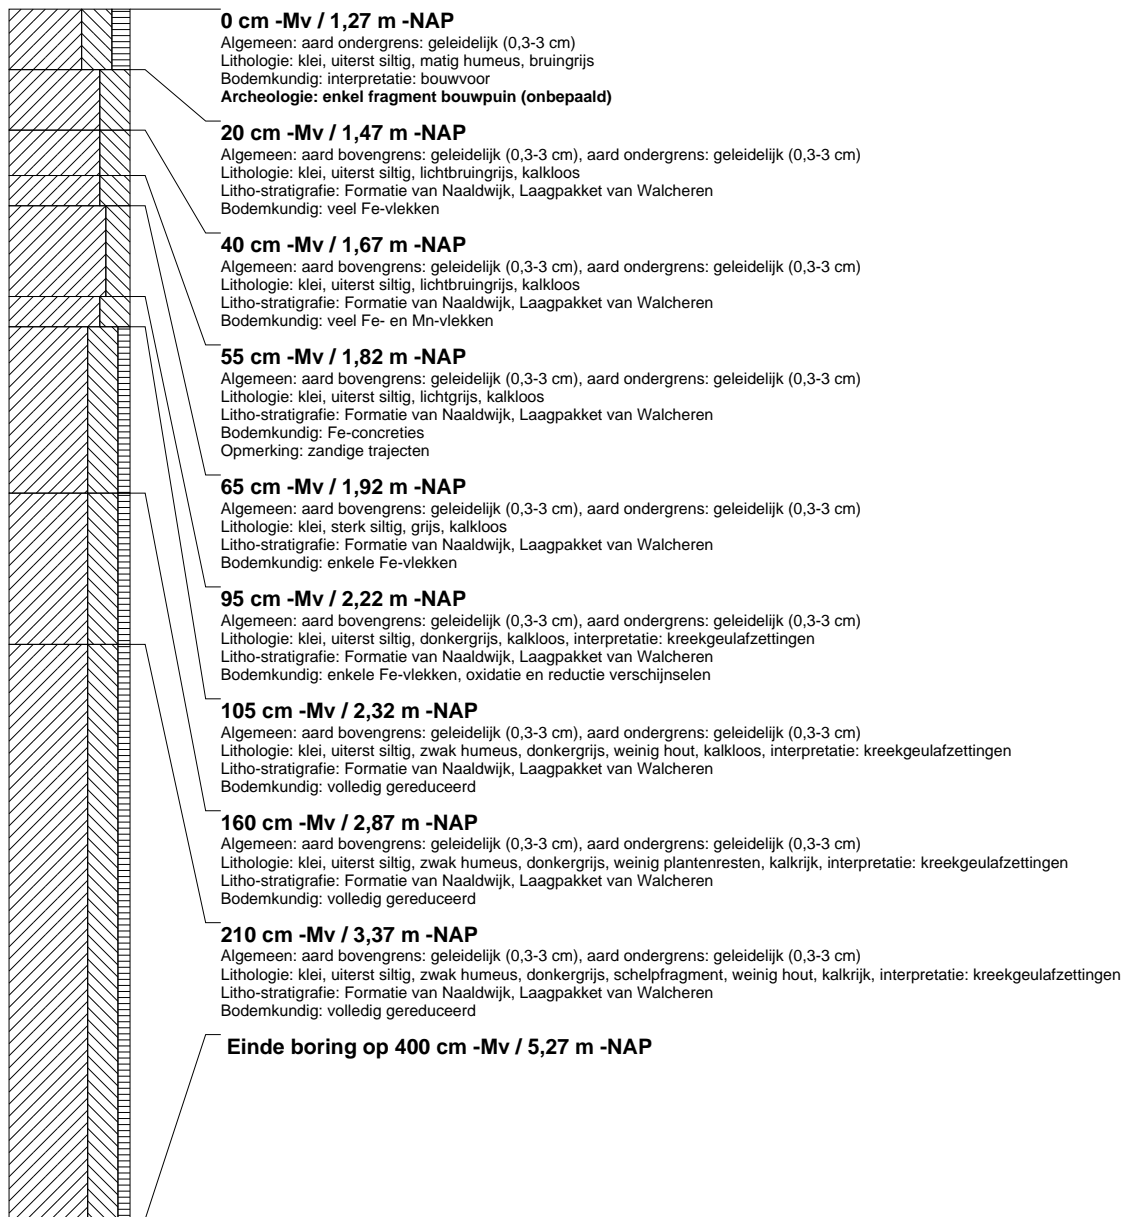 0 cm -Mv / 1,27 m -NAP
Algemeen: aard ondergrens: geleidelijk (0,3-3 cm)
Lithologie: klei, uiterst siltig, matig humeus, bruingrijs
Bodemkundig: interpretatie: bouwvoor
Archeologie: enkel fragment bouwpuin (onbepaald)
20 cm -Mv / 1,47 m -NAP
Algemeen: aard bovengrens: geleidelijk (0,3-3 cm), aard ondergrens: geleidelijk (0,3-3 cm)
Lithologie: klei, uiterst siltig, lichtbruingrijs, kalkloos
Litho-stratigrafie: Formatie van Naaldwijk, Laagpakket van Walcheren
Bodemkundig: veel Fe-vlekken
40 cm -Mv / 1,67 m -NAP
Algemeen: aard bovengrens: geleidelijk (0,3-3 cm), aard ondergrens: geleidelijk (0,3-3 cm)
Lithologie: klei, uiterst siltig, lichtbruingrijs, kalkloos
Litho-stratigrafie: Formatie van Naaldwijk, Laagpakket van Walcheren
Bodemkundig: veel Fe- en Mn-vlekken
55 cm -Mv / 1,82 m -NAP
Algemeen: aard bovengrens: geleidelijk (0,3-3 cm), aard ondergrens: geleidelijk (0,3-3 cm)
Lithologie: klei, uiterst siltig, lichtgrijs, kalkloos
Litho-stratigrafie: Formatie van Naaldwijk, Laagpakket van Walcheren
Bodemkundig: Fe-concreties
Opmerking: zandige trajecten
65 cm -Mv / 1,92 m -NAP
Algemeen: aard bovengrens: geleidelijk (0,3-3 cm), aard ondergrens: geleidelijk (0,3-3 cm)
Lithologie: klei, sterk siltig, grijs, kalkloos
Litho-stratigrafie: Formatie van Naaldwijk, Laagpakket van Walcheren
Bodemkundig: enkele Fe-vlekken
95 cm -Mv / 2,22 m -NAP
Algemeen: aard bovengrens: geleidelijk (0,3-3 cm), aard ondergrens: geleidelijk (0,3-3 cm)
Lithologie: klei, uiterst siltig, donkergrijs, kalkloos, interpretatie: kreekgeulafzettingen
Litho-stratigrafie: Formatie van Naaldwijk, Laagpakket van Walcheren
Bodemkundig: enkele Fe-vlekken, oxidatie en reductie verschijnselen
105 cm -Mv / 2,32 m -NAP
Algemeen: aard bovengrens: geleidelijk (0,3-3 cm), aard ondergrens: geleidelijk (0,3-3 cm)
Lithologie: klei, uiterst siltig, zwak humeus, donkergrijs, weinig hout, kalkloos, interpretatie: kreekgeulafzettingen
Litho-stratigrafie: Formatie van Naaldwijk, Laagpakket van Walcheren
Bodemkundig: volledig gereduceerd
160 cm -Mv / 2,87 m -NAP
Algemeen: aard bovengrens: geleidelijk (0,3-3 cm), aard ondergrens: geleidelijk (0,3-3 cm)
Lithologie: klei, uiterst siltig, zwak humeus, donkergrijs, weinig plantenresten, kalkrijk, interpretatie: kreekgeulafzettingen
Litho-stratigrafie: Formatie van Naaldwijk, Laagpakket van Walcheren
Bodemkundig: volledig gereduceerd
210 cm -Mv / 3,37 m -NAP
Algemeen: aard bovengrens: geleidelijk (0,3-3 cm), aard ondergrens: geleidelijk (0,3-3 cm)
Lithologie: klei, uiterst siltig, zwak humeus, donkergrijs, schelpfragment, weinig hout, kalkrijk, interpretatie: kreekgeulafzettingen
Litho-stratigrafie: Formatie van Naaldwijk, Laagpakket van Walcheren
Bodemkundig: volledig gereduceerd
Einde boring op 400 cm -Mv / 5,27 m -NAP